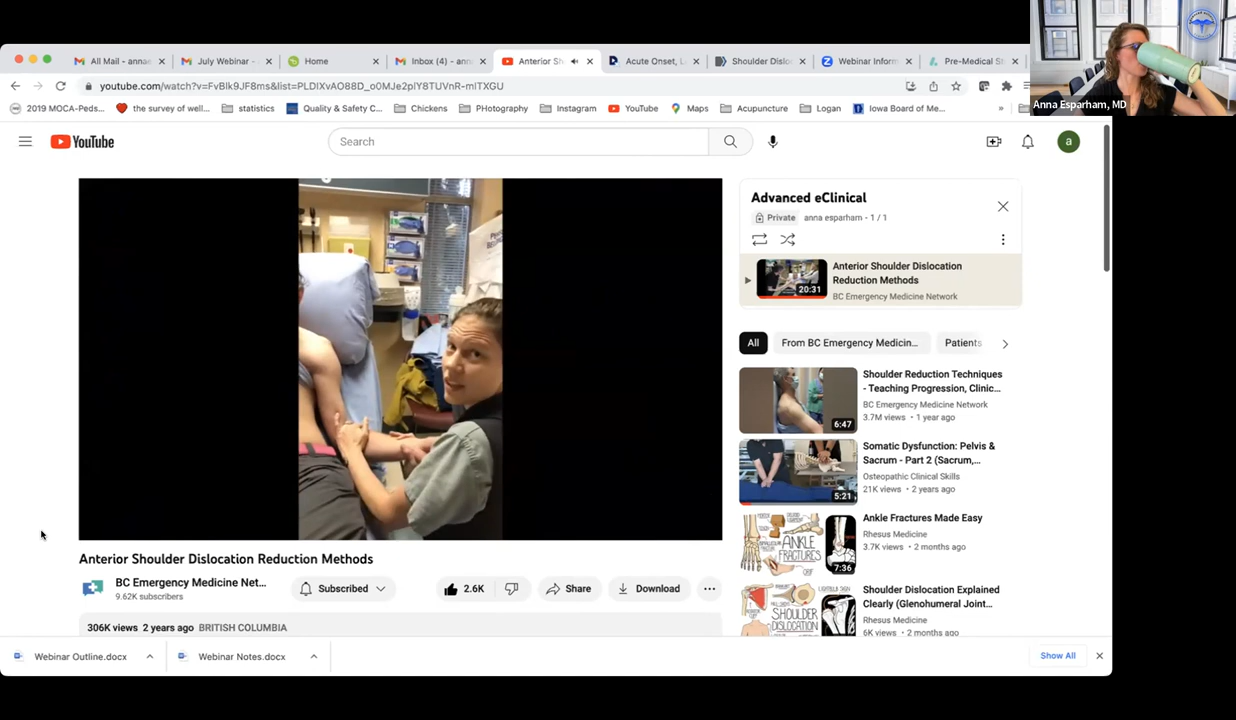 All Mail - annae
July Webinar -
Home
Inbox (4) - anna
Anterior Sh
Acute Onset, L
Shoulder Disloc
Webinar Inform
Pre-Medical St
youtube.com/watch?v=FvBlk9JF8ms&list=PLDIXvAO88D_o0MJe2plY8TUVnR-mlTXGU
2019 MOCA-Peds...
the survey of well...
statistics
Quality & Safety C...
Chickens
PHotography
Instagram
YouTube
Maps
Acupuncture
Logan
Iowa Board of Me...
»
Anna Esparham, MD
YouTube
Search
a
Advanced eClinical
Private
anna esparham - 1 / 1
Anterior Shoulder Dislocation
Reduction Methods
BC Emergency Medicine Network
20:31
All
From BC Emergency Medicin...
Patients
Shoulder Reduction Techniques
- Teaching Progression, Clinic...
BC Emergency Medicine Network
3.7M views • 1 year ago
6:47
Somatic Dysfunction: Pelvis &
Sacrum - Part 2 (Sacrum,...
Osteopathic Clinical Skills
21K views • 2 years ago
5:21
Ankle Fractures Made Easy
Rhesus Medicine
3.7K views • 2 months ago
ANKLE
FRACTURES
7:36
Shoulder Dislocation Explained
Clearly (Glenohumeral Joint...
Rhesus Medicine
6K views • 2 months ago
SHOULDER
DISLOCATION
Anterior Shoulder Dislocation Reduction Methods
BC Emergency Medicine Net...
9.62K subscribers
Subscribed
2.6K
Share
Download
306K views 2 years ago BRITISH COLUMBIA
Webinar Outline.docx
Webinar Notes.docx
Show All